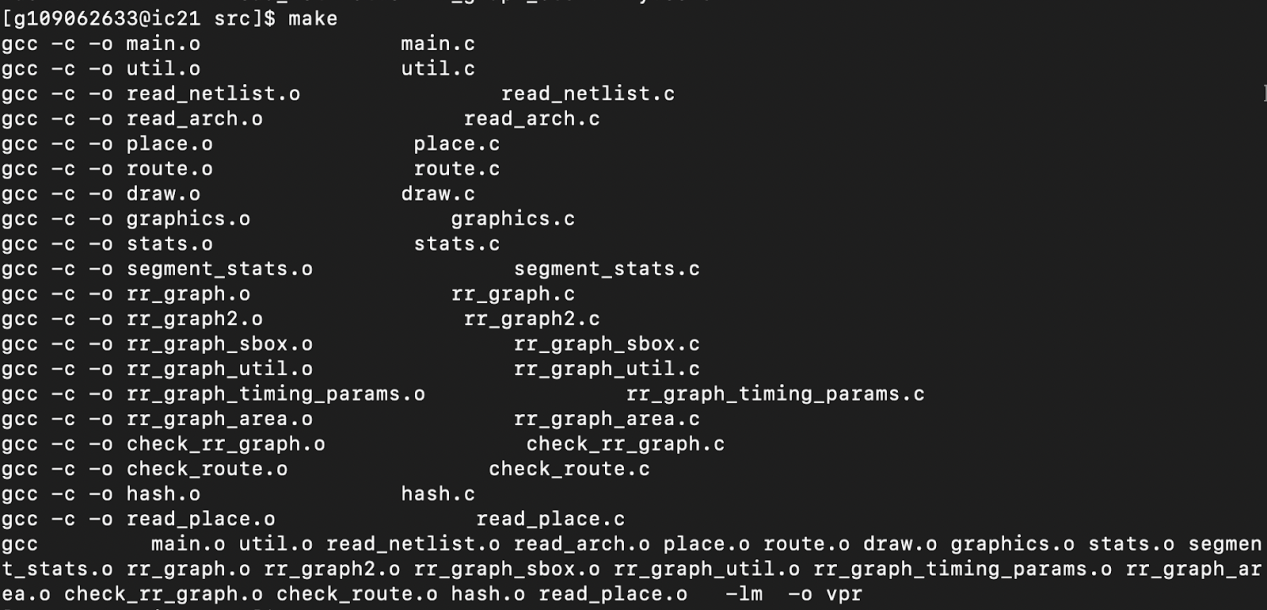 [g109062633@ic21 src]$ make
gcc -c -o main.o                main.c
gcc -c -o util.o                util.c
gcc -c -o read_netlist.o                read_netlist.c
gcc -c -o read_arch.o                read_arch.c
gcc -c -o place.o                place.c
gcc -c -o route.o                route.c
gcc -c -o draw.o                draw.c
gcc -c -o graphics.o                graphics.c
gcc -c -o stats.o                stats.c
gcc -c -o segment_stats.o                segment_stats.c
gcc -c -o rr_graph.o                rr_graph.c
gcc -c -o rr_graph2.o                rr_graph2.c
gcc -c -o rr_graph_sbox.o                rr_graph_sbox.c
gcc -c -o rr_graph_util.o                rr_graph_util.c
gcc -c -o rr_graph_timing_params.o                rr_graph_timing_params.c
gcc -c -o rr_graph_area.o                rr_graph_area.c
gcc -c -o check_rr_graph.o                check_rr_graph.c
gcc -c -o check_route.o                check_route.c
gcc -c -o hash.o                hash.c
gcc -c -o read_place.o                read_place.c
gcc         main.o util.o read_netlist.o read_arch.o place.o route.o draw.o graphics.o stats.o segmen
t_stats.o rr_graph.o rr_graph2.o rr_graph_sbox.o rr_graph_util.o rr_graph_timing_params.o rr_graph_ar
ea.o check_rr_graph.o check_route.o hash.o read_place.o   -lm  -o vpr